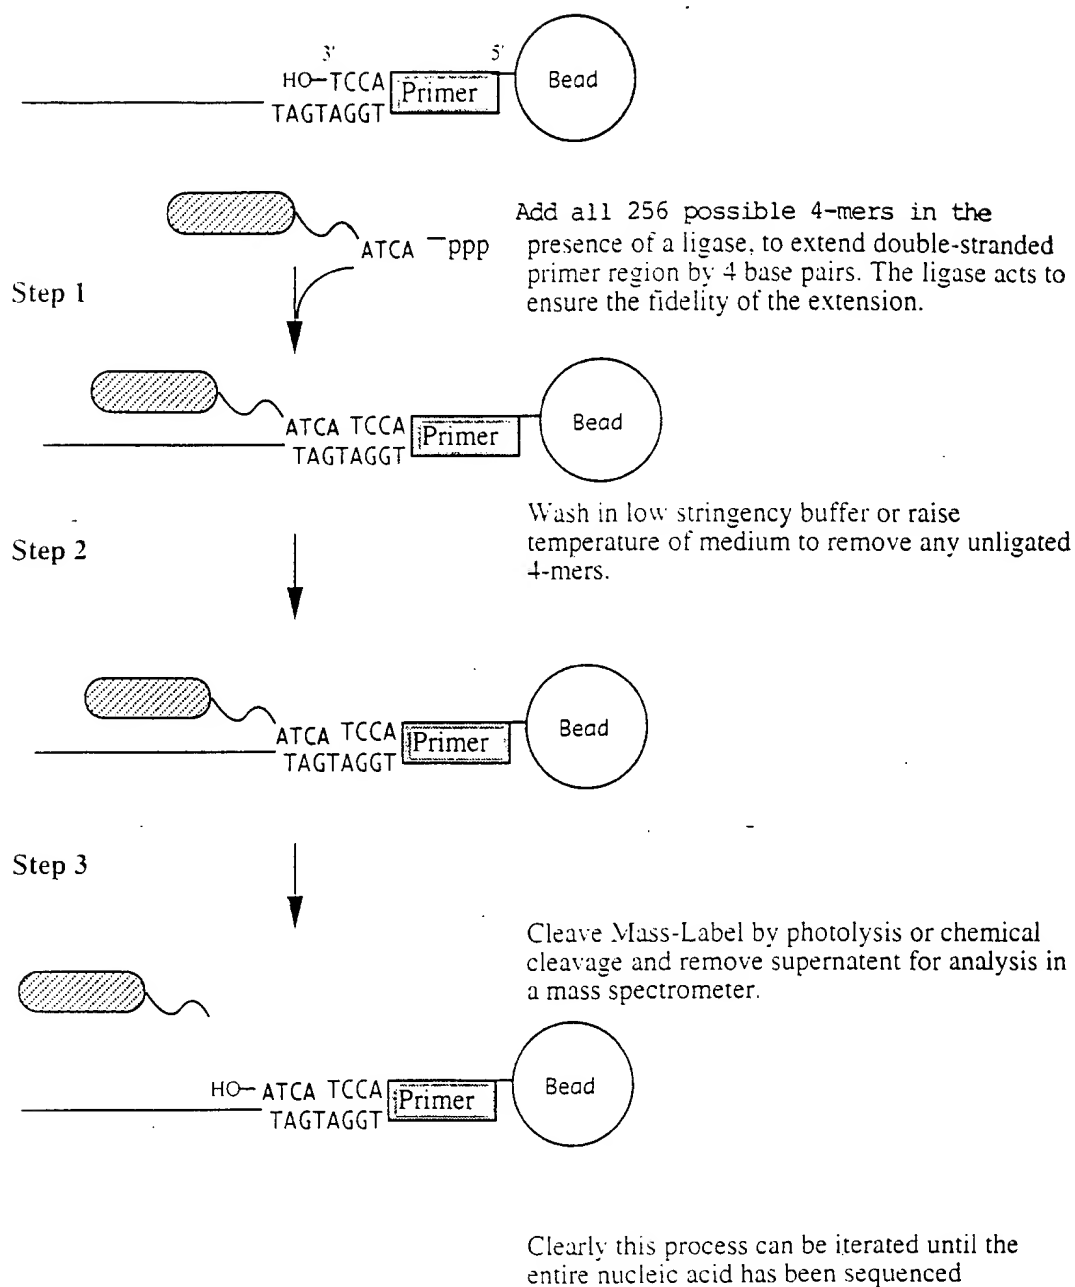 3' 5'
HO–TCCA Primer Bead
TAGTAGGT
Add all 256 possible 4-mers in the
ATCA –ppp presence of a ligase, to extend double-stranded
primer region by 4 base pairs. The ligase acts to
Step 1
ensure the fidelity of the extension.
ATCA TCCA Primer Bead
TAGTAGGT
Wash in low stringency buffer or raise
Step 2 temperature of medium to remove any unligated
4-mers.
ATCA TCCA Primer Bead
TAGTAGGT
Step 3
Cleave Mass-Label by photolysis or chemical
cleavage and remove supernatent for analysis in
a mass spectrometer.
HO–ATCA TCCA Primer Bead
TAGTAGGT
Clearly this process can be iterated until the
entire nucleic acid has been sequenced